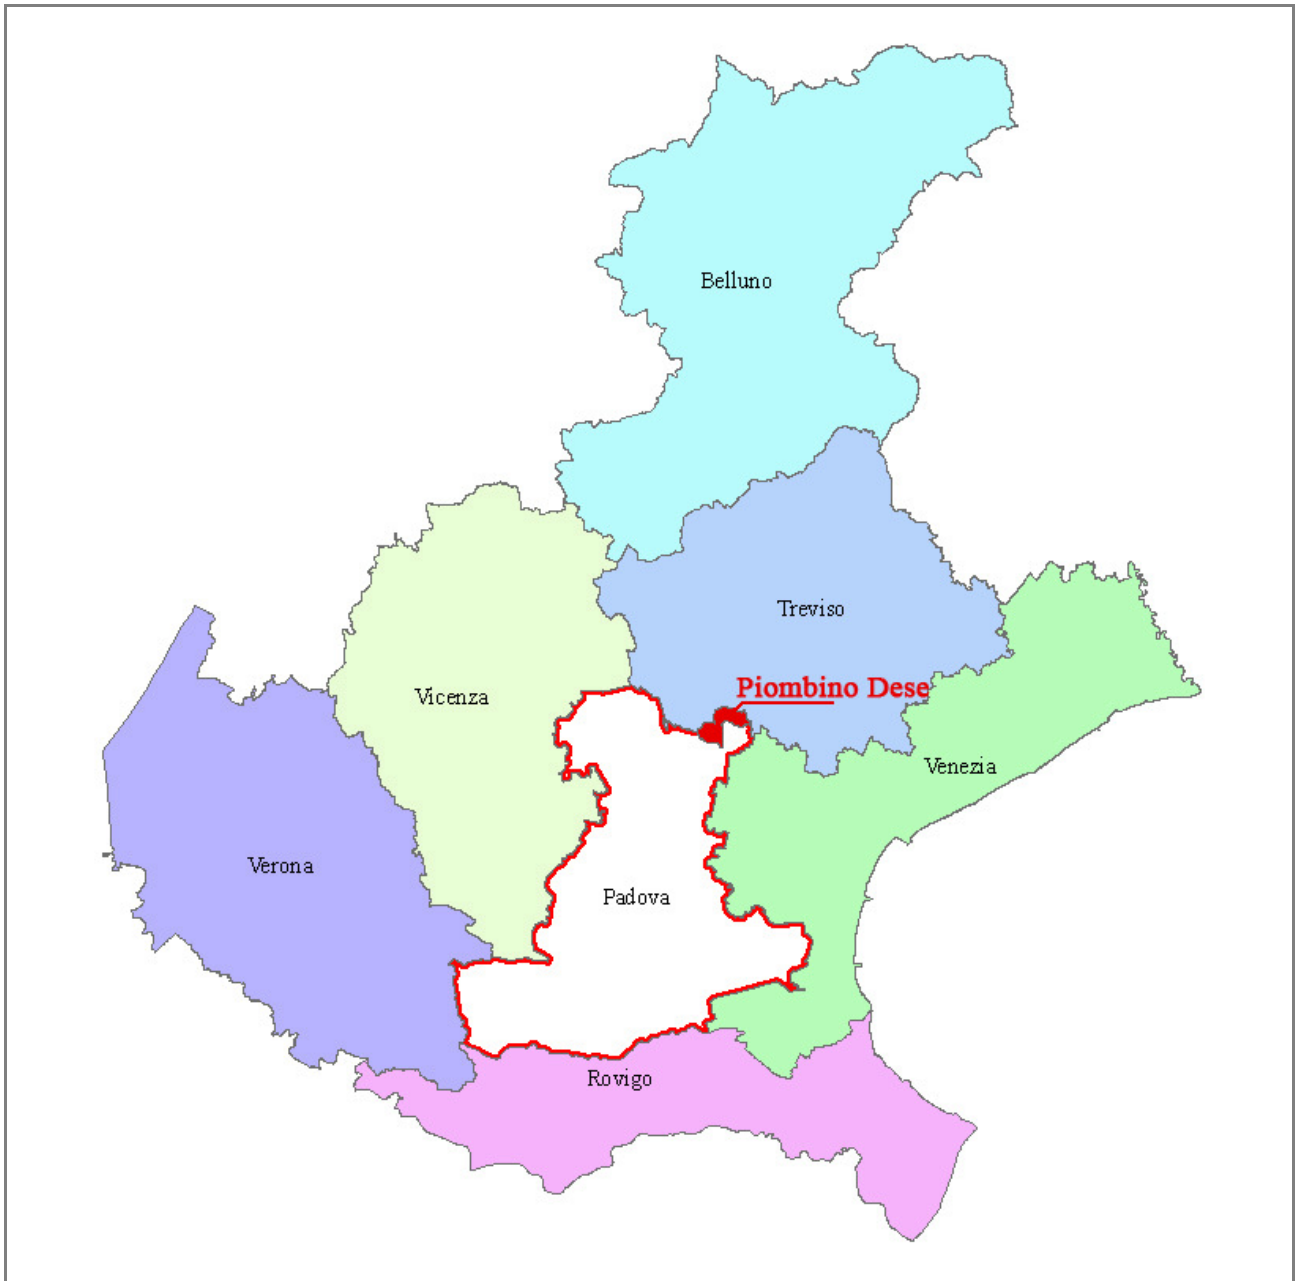 Belluno
Treviso
Piombino Dese
Vicenza
Venezia
Verona
Padova
Rovigo